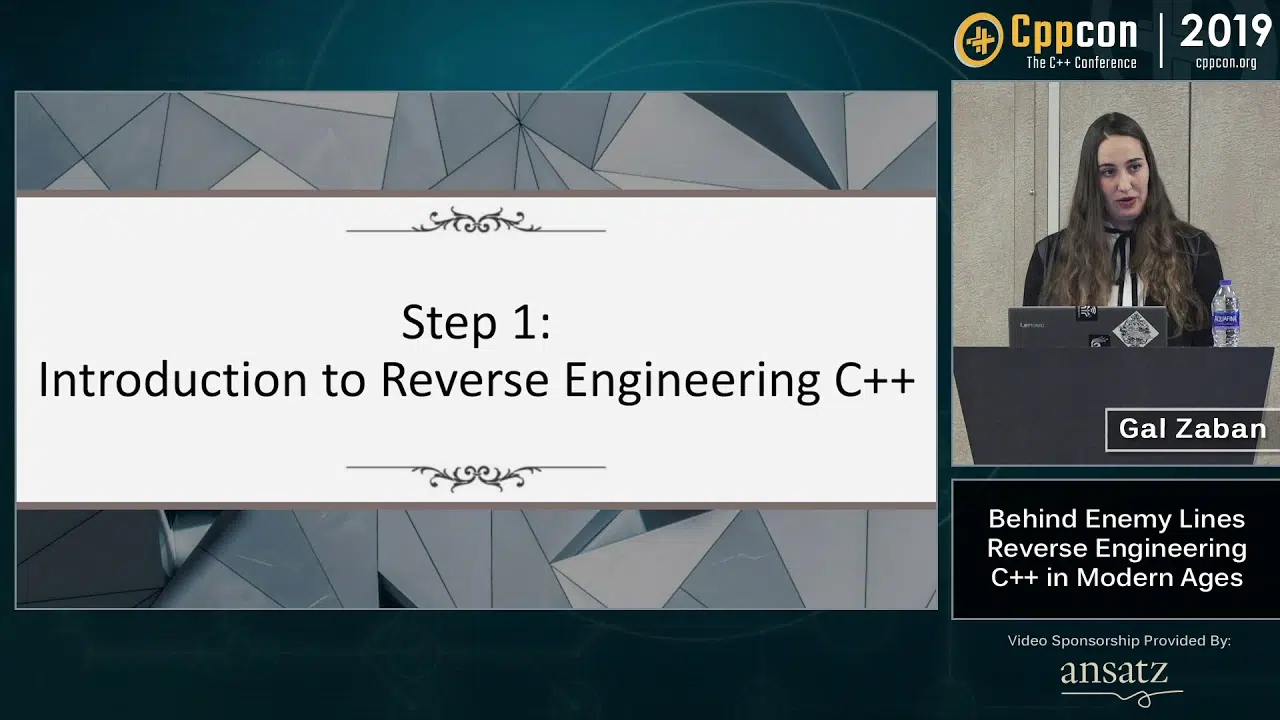 Cppcon
The C++ Conference
2019
cppcon.org
Step 1:
Introduction to Reverse Engineering C++
Lenovo
AQUAFINA
Gal Zaban
Behind Enemy Lines
Reverse Engineering
C++ in Modern Ages
Video Sponsorship Provided By:
ansatz